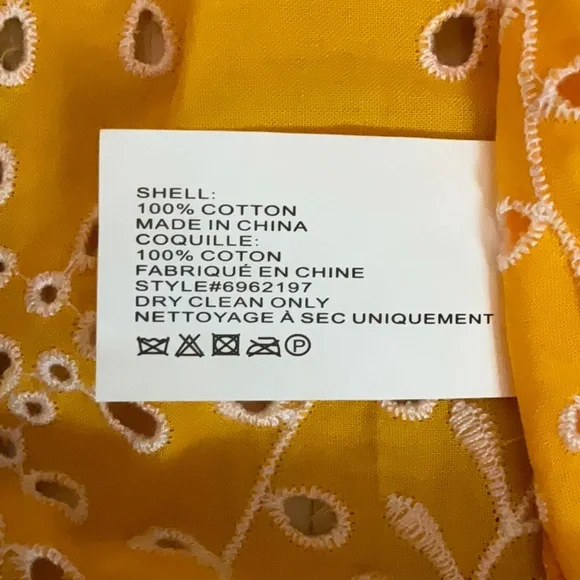 SHELL:
100% COTTON
MADE IN CHINA
COQUILLE:
100% COTON
FABRIQUÉ EN CHINE
STYLE#6962197
DRY CLEAN ONLY
NETTOYAGE À SEC UNIQUEMENT
P